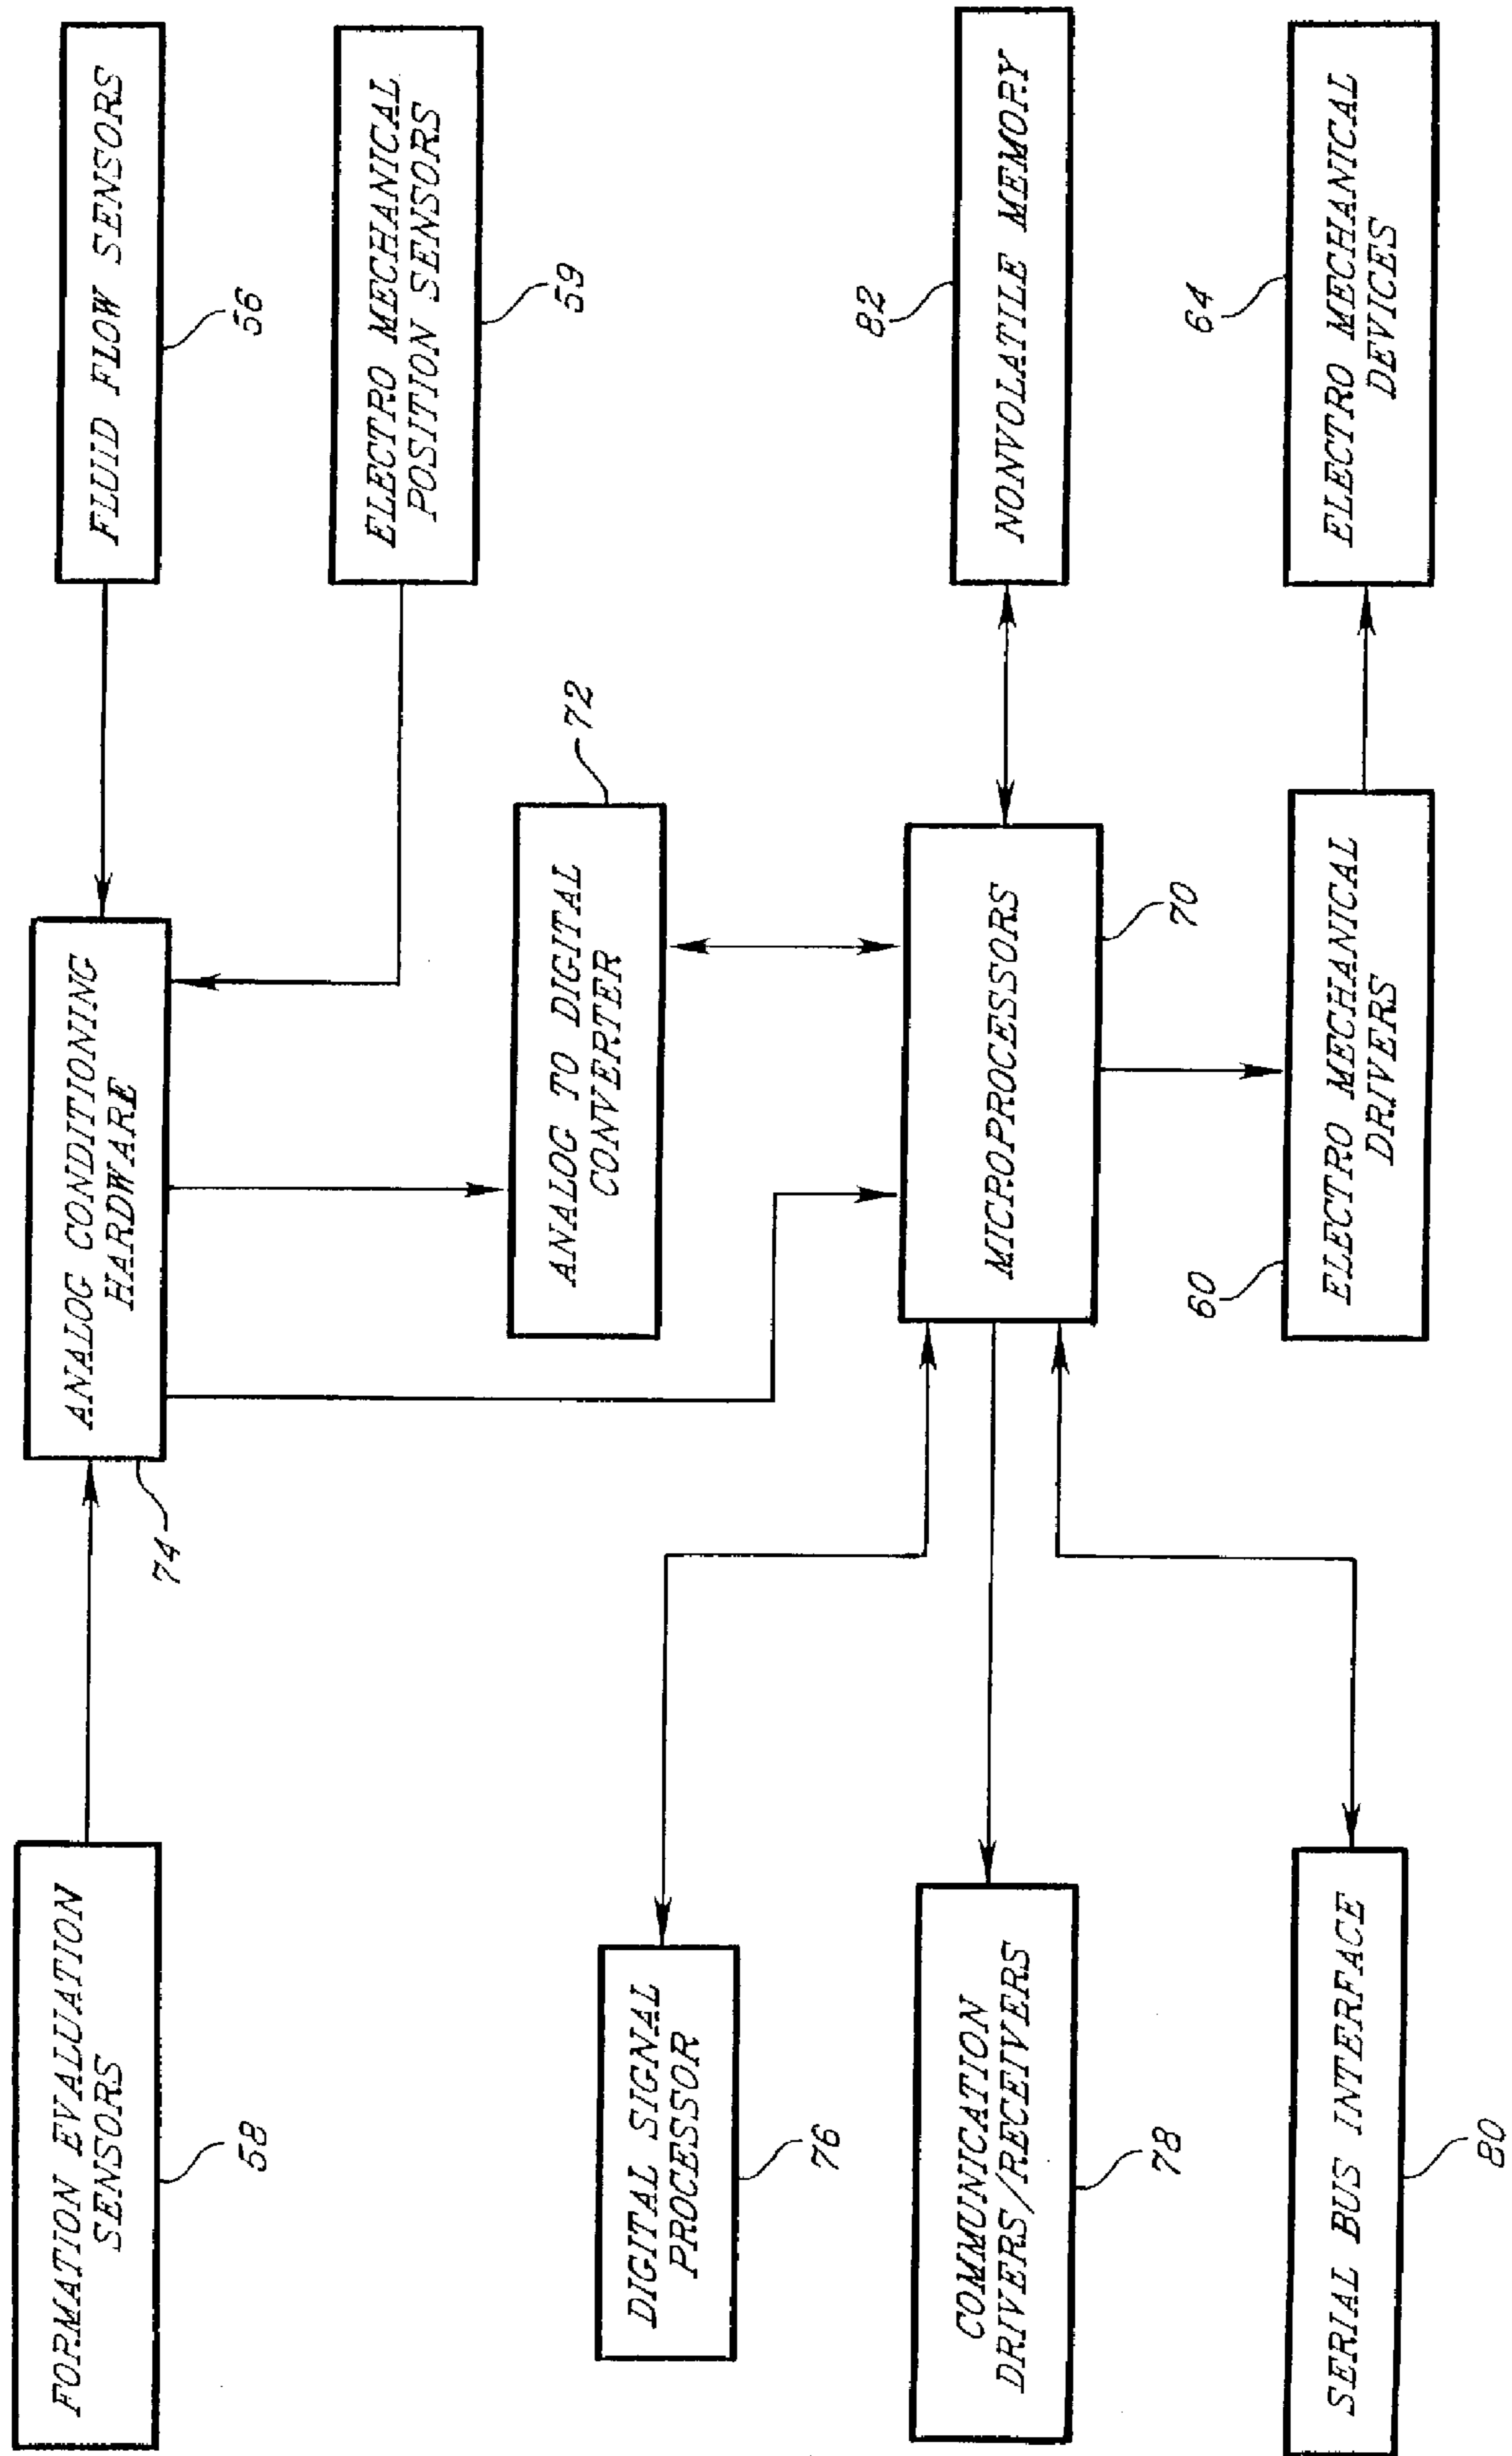 FORMATION EVALUATION
SENSORS
58
ANALOG CONDITIONING
HARDWARE
74
FLUID FLOW SENSORS
56
ELECTRO MECHANICAL
POSITION SENSORS
59
ANALOG TO DIGITAL
CONVERTER
72
DIGITAL SIGNAL
PROCESSOR
76
COMMUNICATION
DRIVERS/RECEIVERS
78
MICROPROCESSORS
70
NONVOLATILE MEMORY
82
SERIAL BUS INTERFACE
80
ELECTRO MECHANICAL
DRIVERS
60
ELECTRO MECHANICAL
DEVICES
64